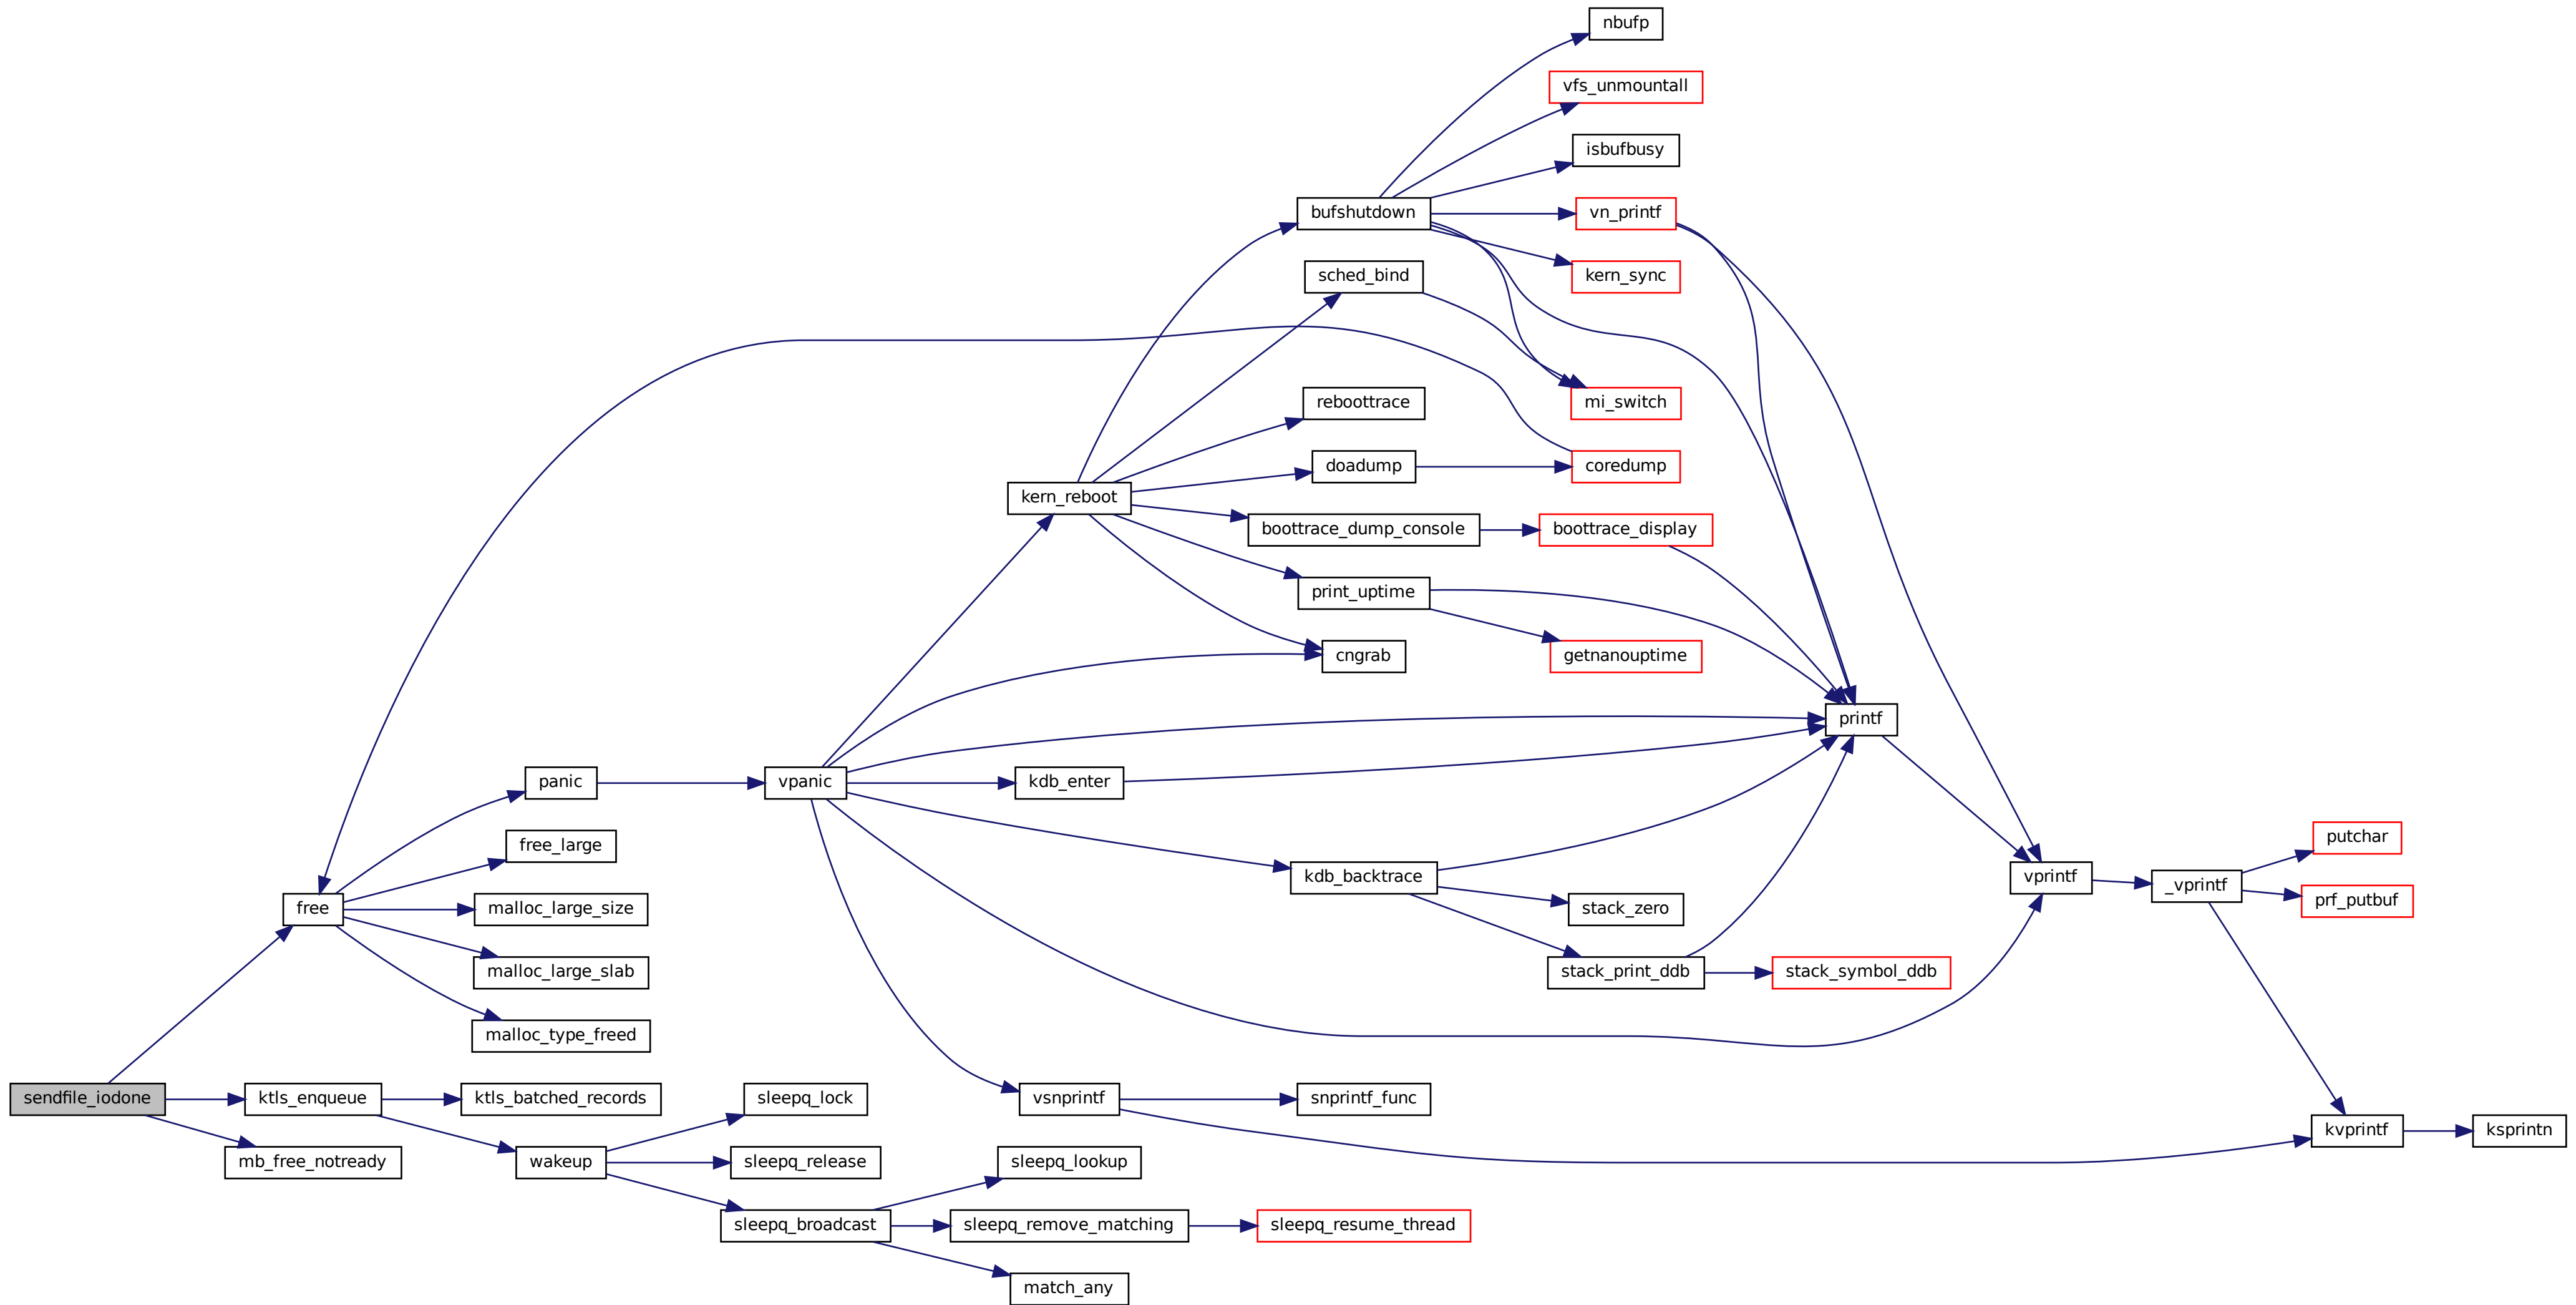 nbufp
vfs_unmountall
isbufbusy
bufshutdown
vn_printf
sched_bind
kern_sync
reboottrace
mi_switch
doadump
coredump
kern_reboot
boottrace_dump_console
boottrace_display
print_uptime
cngrab
getnanouptime
printf
panic
vpanic
kdb_enter
putchar
free_large
kdb_backtrace
vprintf
_vprintf
free
malloc_large_size
stack_zero
prf_putbuf
malloc_large_slab
stack_print_ddb
stack_symbol_ddb
malloc_type_freed
sendfile_iodone
ktls_enqueue
ktls_batched_records
sleepq_lock
vsnprintf
snprintf_func
mb_free_notready
wakeup
sleepq_release
sleepq_lookup
kvprintf
ksprintn
sleepq_broadcast
sleepq_remove_matching
sleepq_resume_thread
match_any